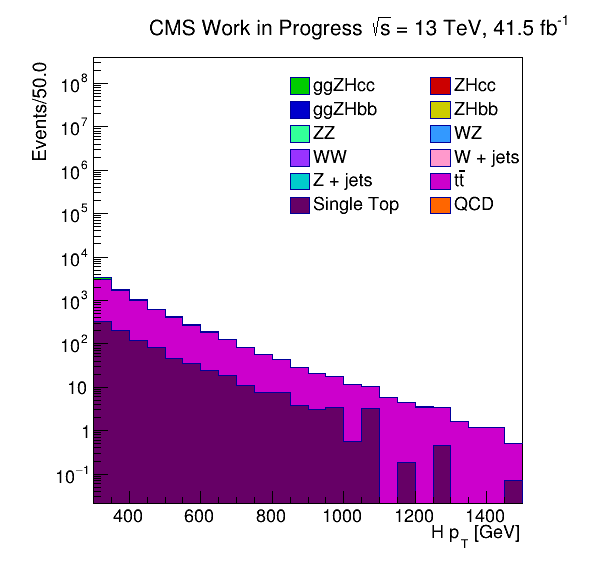 CMS Work in Progress √s = 13 TeV, 41.5 fb⁻¹
Events/50.0
10⁸
10⁷
10⁶
10⁵
10⁴
10³
10²
10
1
10⁻¹
ggZHcc ZHcc
ggZHbb ZHbb
ZZ WZ
WW W + jets
Z + jets tt̄
Single Top QCD
400 600 800 1000 1200 1400
H p_T [GeV]